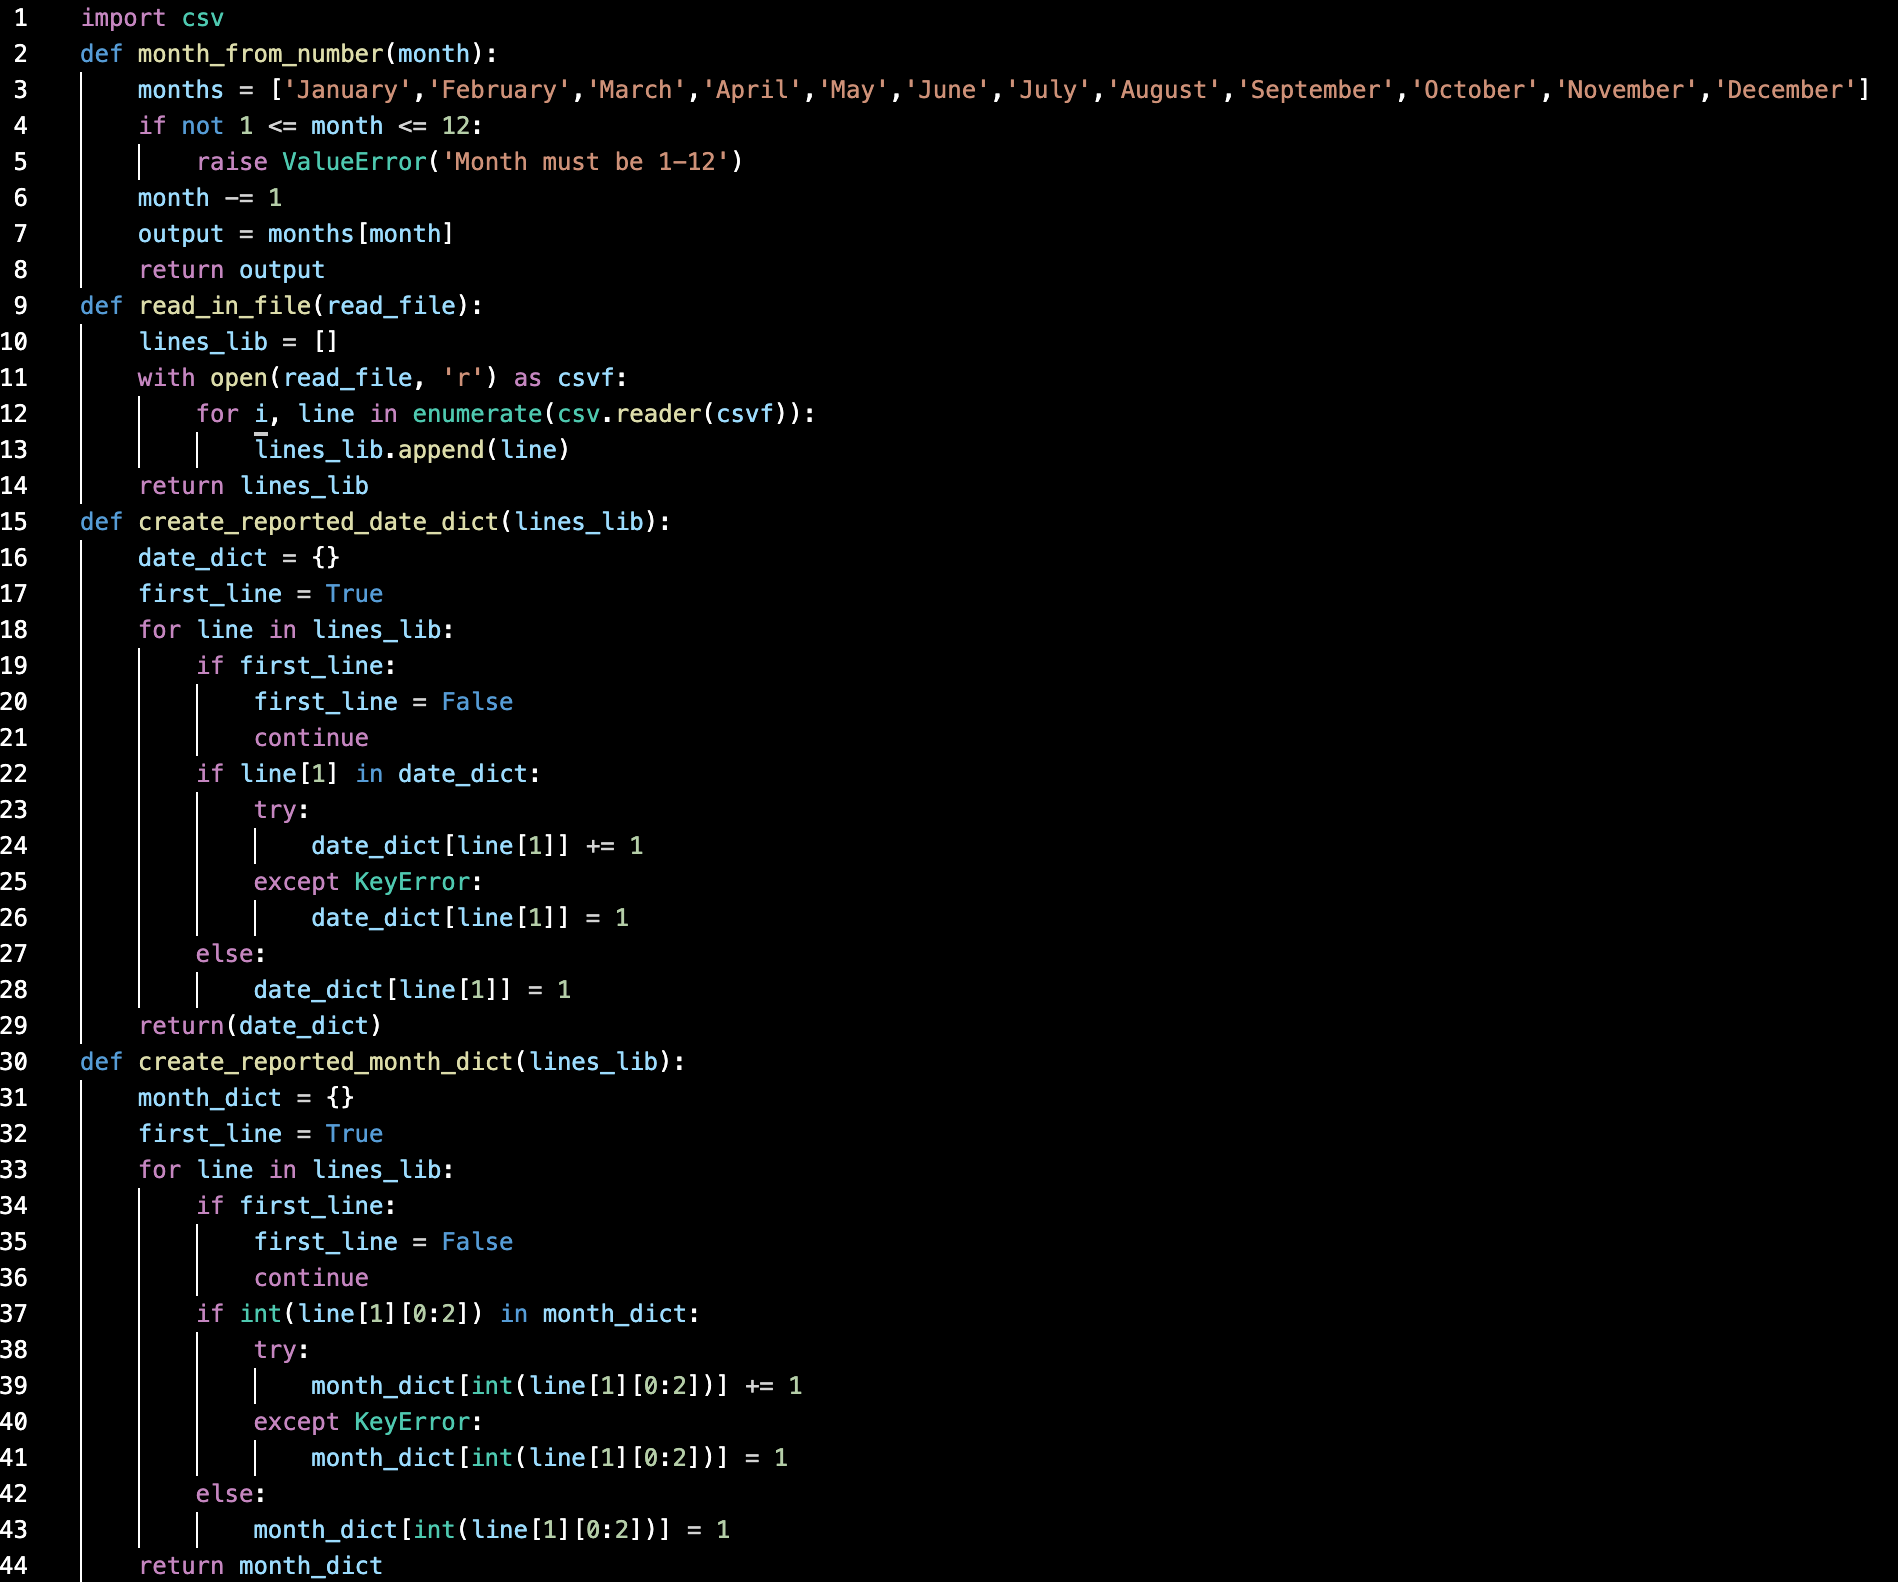 1 import csv
2 def month_from_number(month):
3     months = ['January','February','March','April','May','June','July','August','September','October','November','December']
4     if not 1 <= month <= 12:
5         raise ValueError('Month must be 1-12')
6     month -= 1
7     output = months[month]
8     return output
9 def read_in_file(read_file):
10     lines_lib = []
11     with open(read_file, 'r') as csvf:
12         for i, line in enumerate(csv.reader(csvf)):
13             lines_lib.append(line)
14     return lines_lib
15 def create_reported_date_dict(lines_lib):
16     date_dict = {}
17     first_line = True
18     for line in lines_lib:
19         if first_line:
20             first_line = False
21             continue
22         if line[1] in date_dict:
23             try:
24                 date_dict[line[1]] += 1
25             except KeyError:
26                 date_dict[line[1]] = 1
27         else:
28             date_dict[line[1]] = 1
29     return(date_dict)
30 def create_reported_month_dict(lines_lib):
31     month_dict = {}
32     first_line = True
33     for line in lines_lib:
34         if first_line:
35             first_line = False
36             continue
37         if int(line[1][0:2]) in month_dict:
38             try:
39                 month_dict[int(line[1][0:2])] += 1
40             except KeyError:
41                 month_dict[int(line[1][0:2])] = 1
42         else:
43             month_dict[int(line[1][0:2])] = 1
44     return month_dict